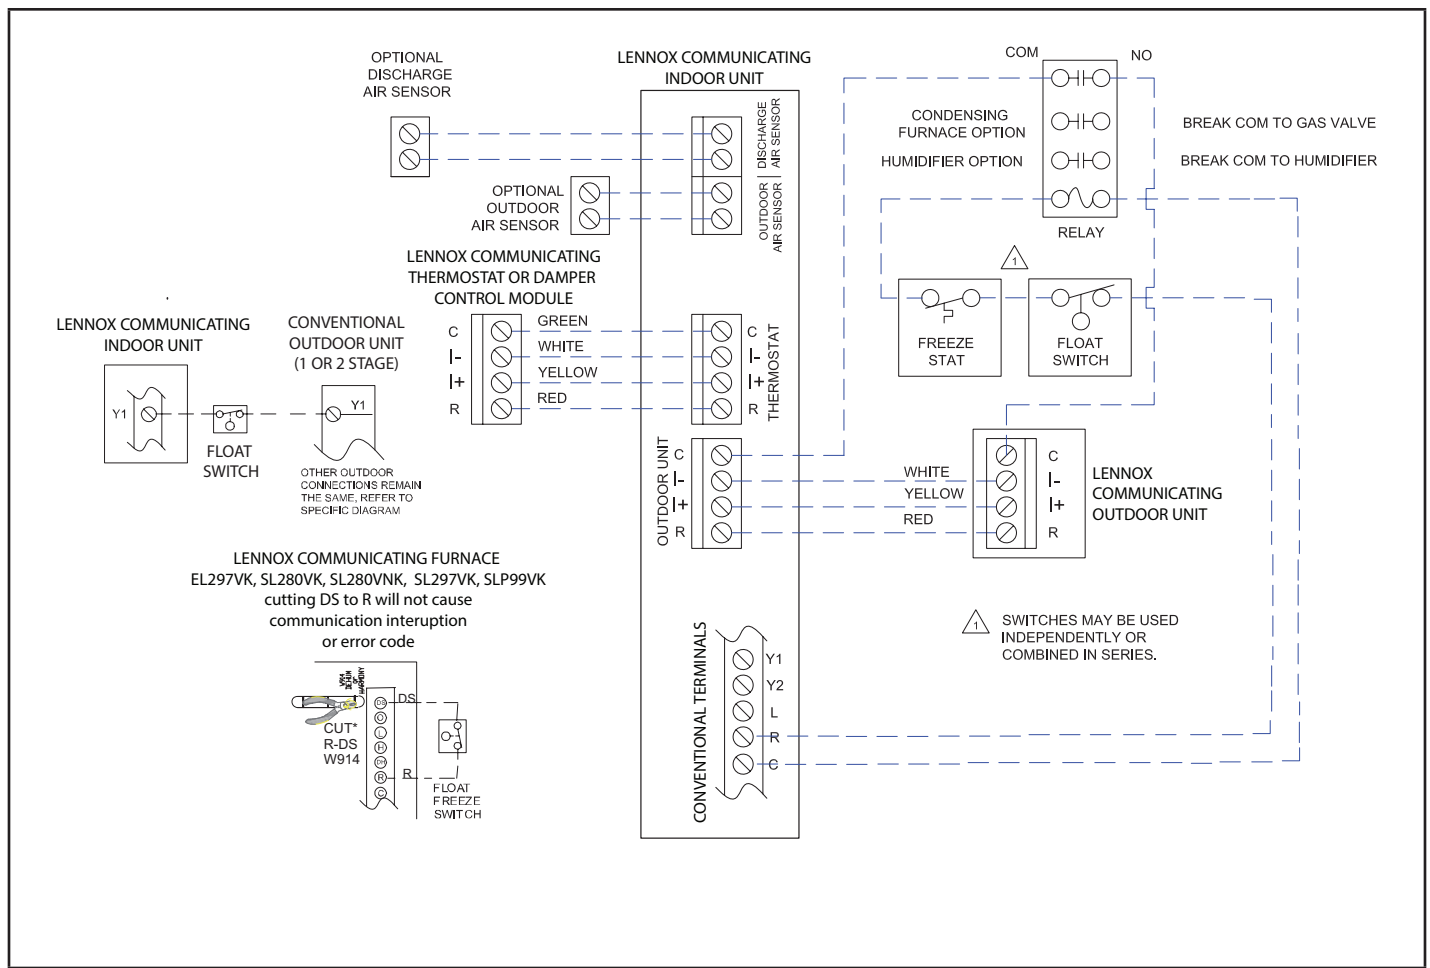 OPTIONAL
DISCHARGE
AIR SENSOR
LENNOX COMMUNICATING
INDOOR UNIT
DISCHARGE
AIR SENSOR
OUTDOOR
AIR SENSOR
OPTIONAL
OUTDOOR
AIR SENSOR
COM
NO
CONDENSING
FURNACE OPTION
HUMIDIFIER OPTION
BREAK COM TO GAS VALVE
BREAK COM TO HUMIDIFIER
RELAY
1
FREEZE
STAT
FLOAT
SWITCH
LENNOX COMMUNICATING
THERMOSTAT OR DAMPER
CONTROL MODULE
C
I-
I+
R
GREEN
WHITE
YELLOW
RED
C
I-
I+
R
THERMOSTAT
LENNOX COMMUNICATING
INDOOR UNIT
Y1
FLOAT
SWITCH
CONVENTIONAL
OUTDOOR UNIT
(1 OR 2 STAGE)
Y1
OTHER OUTDOOR
CONNECTIONS REMAIN
THE SAME, REFER TO
SPECIFIC DIAGRAM
OUTDOOR UNIT
C
I-
I+
R
WHITE
YELLOW
RED
C
I-
I+
R
LENNOX
COMMUNICATING
OUTDOOR UNIT
LENNOX COMMUNICATING FURNACE
EL297VK, SL280VK, SL280VNK, SL297VK, SLP99VK
cutting DS to R will not cause
communication interuption
or error code
W914
DEHUM
OR
HARMONY
CUT*
R-DS
W914
DS
O
L
H
DH
R
C
DS
R
FLOAT
FREEZE
SWITCH
CONVENTIONAL TERMINALS
Y1
Y2
L
R
C
1
SWITCHES MAY BE USED
INDEPENDENTLY OR
COMBINED IN SERIES.